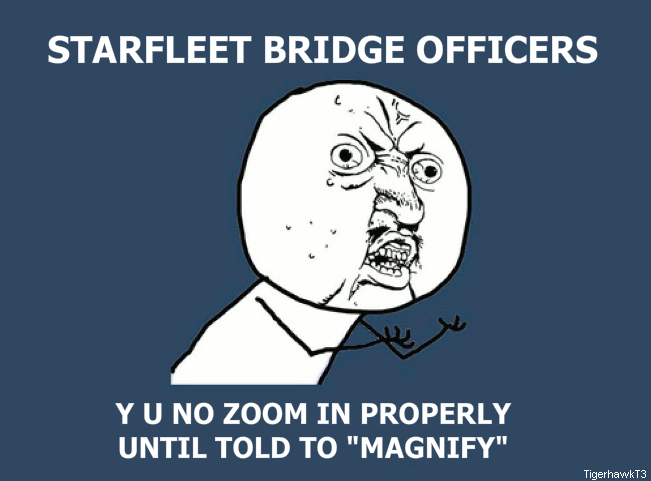 STARFLEET BRIDGE OFFICERS
Y U NO ZOOM IN PROPERLY
UNTIL TOLD TO "MAGNIFY"
TigerhawkT3